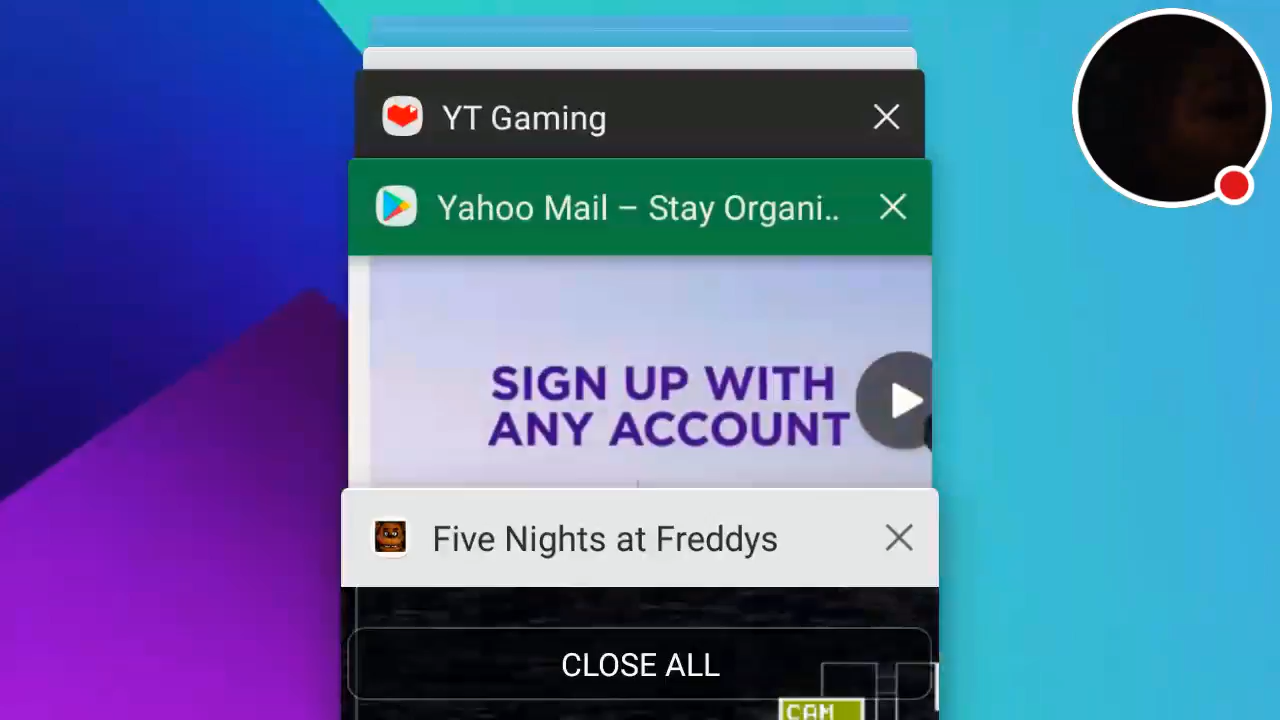 YT Gaming
Yahoo Mail – Stay Organi..
SIGN UP WITH
ANY ACCOUNT
Five Nights at Freddys
CLOSE ALL
CAM